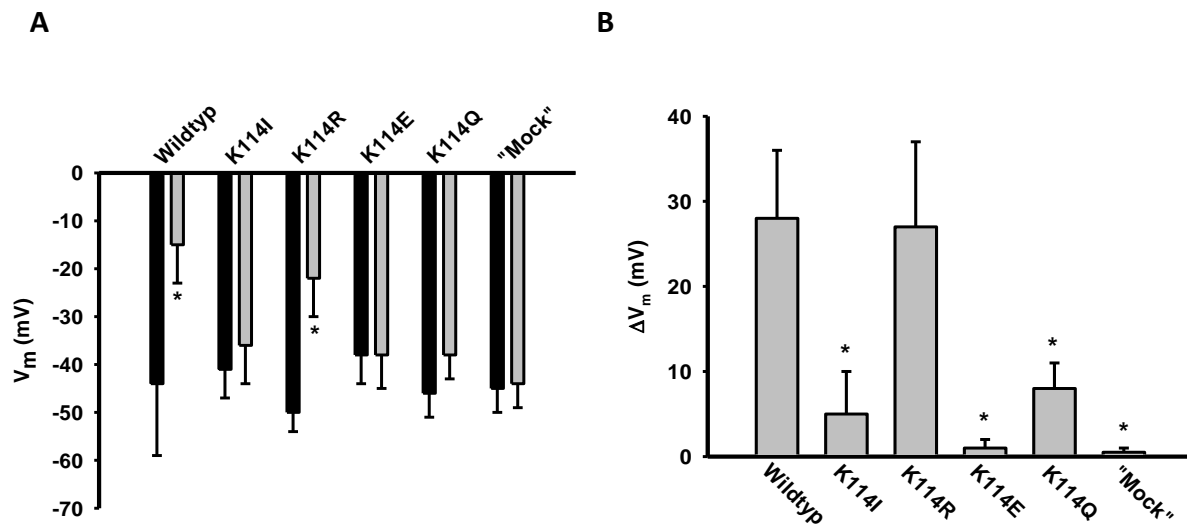 A
B
Wildtyp
K114I
K114R
K114E
K114Q
"Mock"
0
-10
-20
-30
-40
-50
-60
-70
Vm (mV)
*
*
40
30
20
10
0
ΔVm (mV)
*
*
*
*
Wildtyp
K114I
K114R
K114E
K114Q
"Mock"